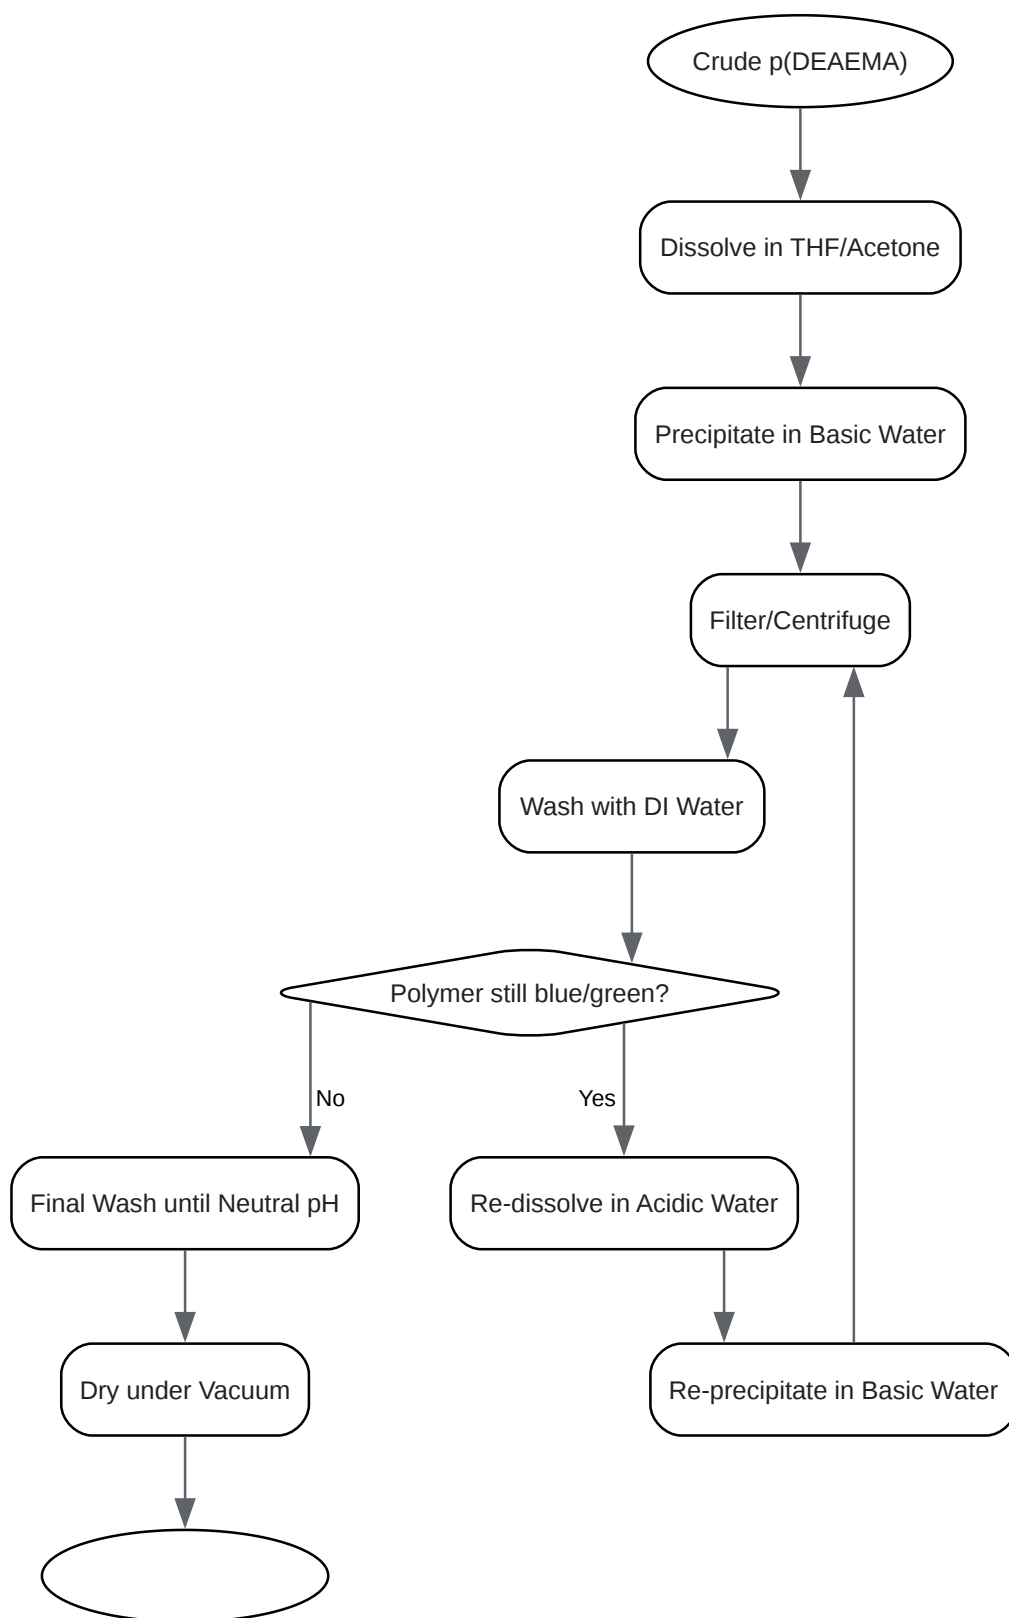 Crude p(DEAEMA)
Dissolve in THF/Acetone
Precipitate in Basic Water
Filter/Centrifuge
Wash with DI Water
Polymer still blue/green?
No
Yes
Final Wash until Neutral pH
Re-dissolve in Acidic Water
Dry under Vacuum
Re-precipitate in Basic Water